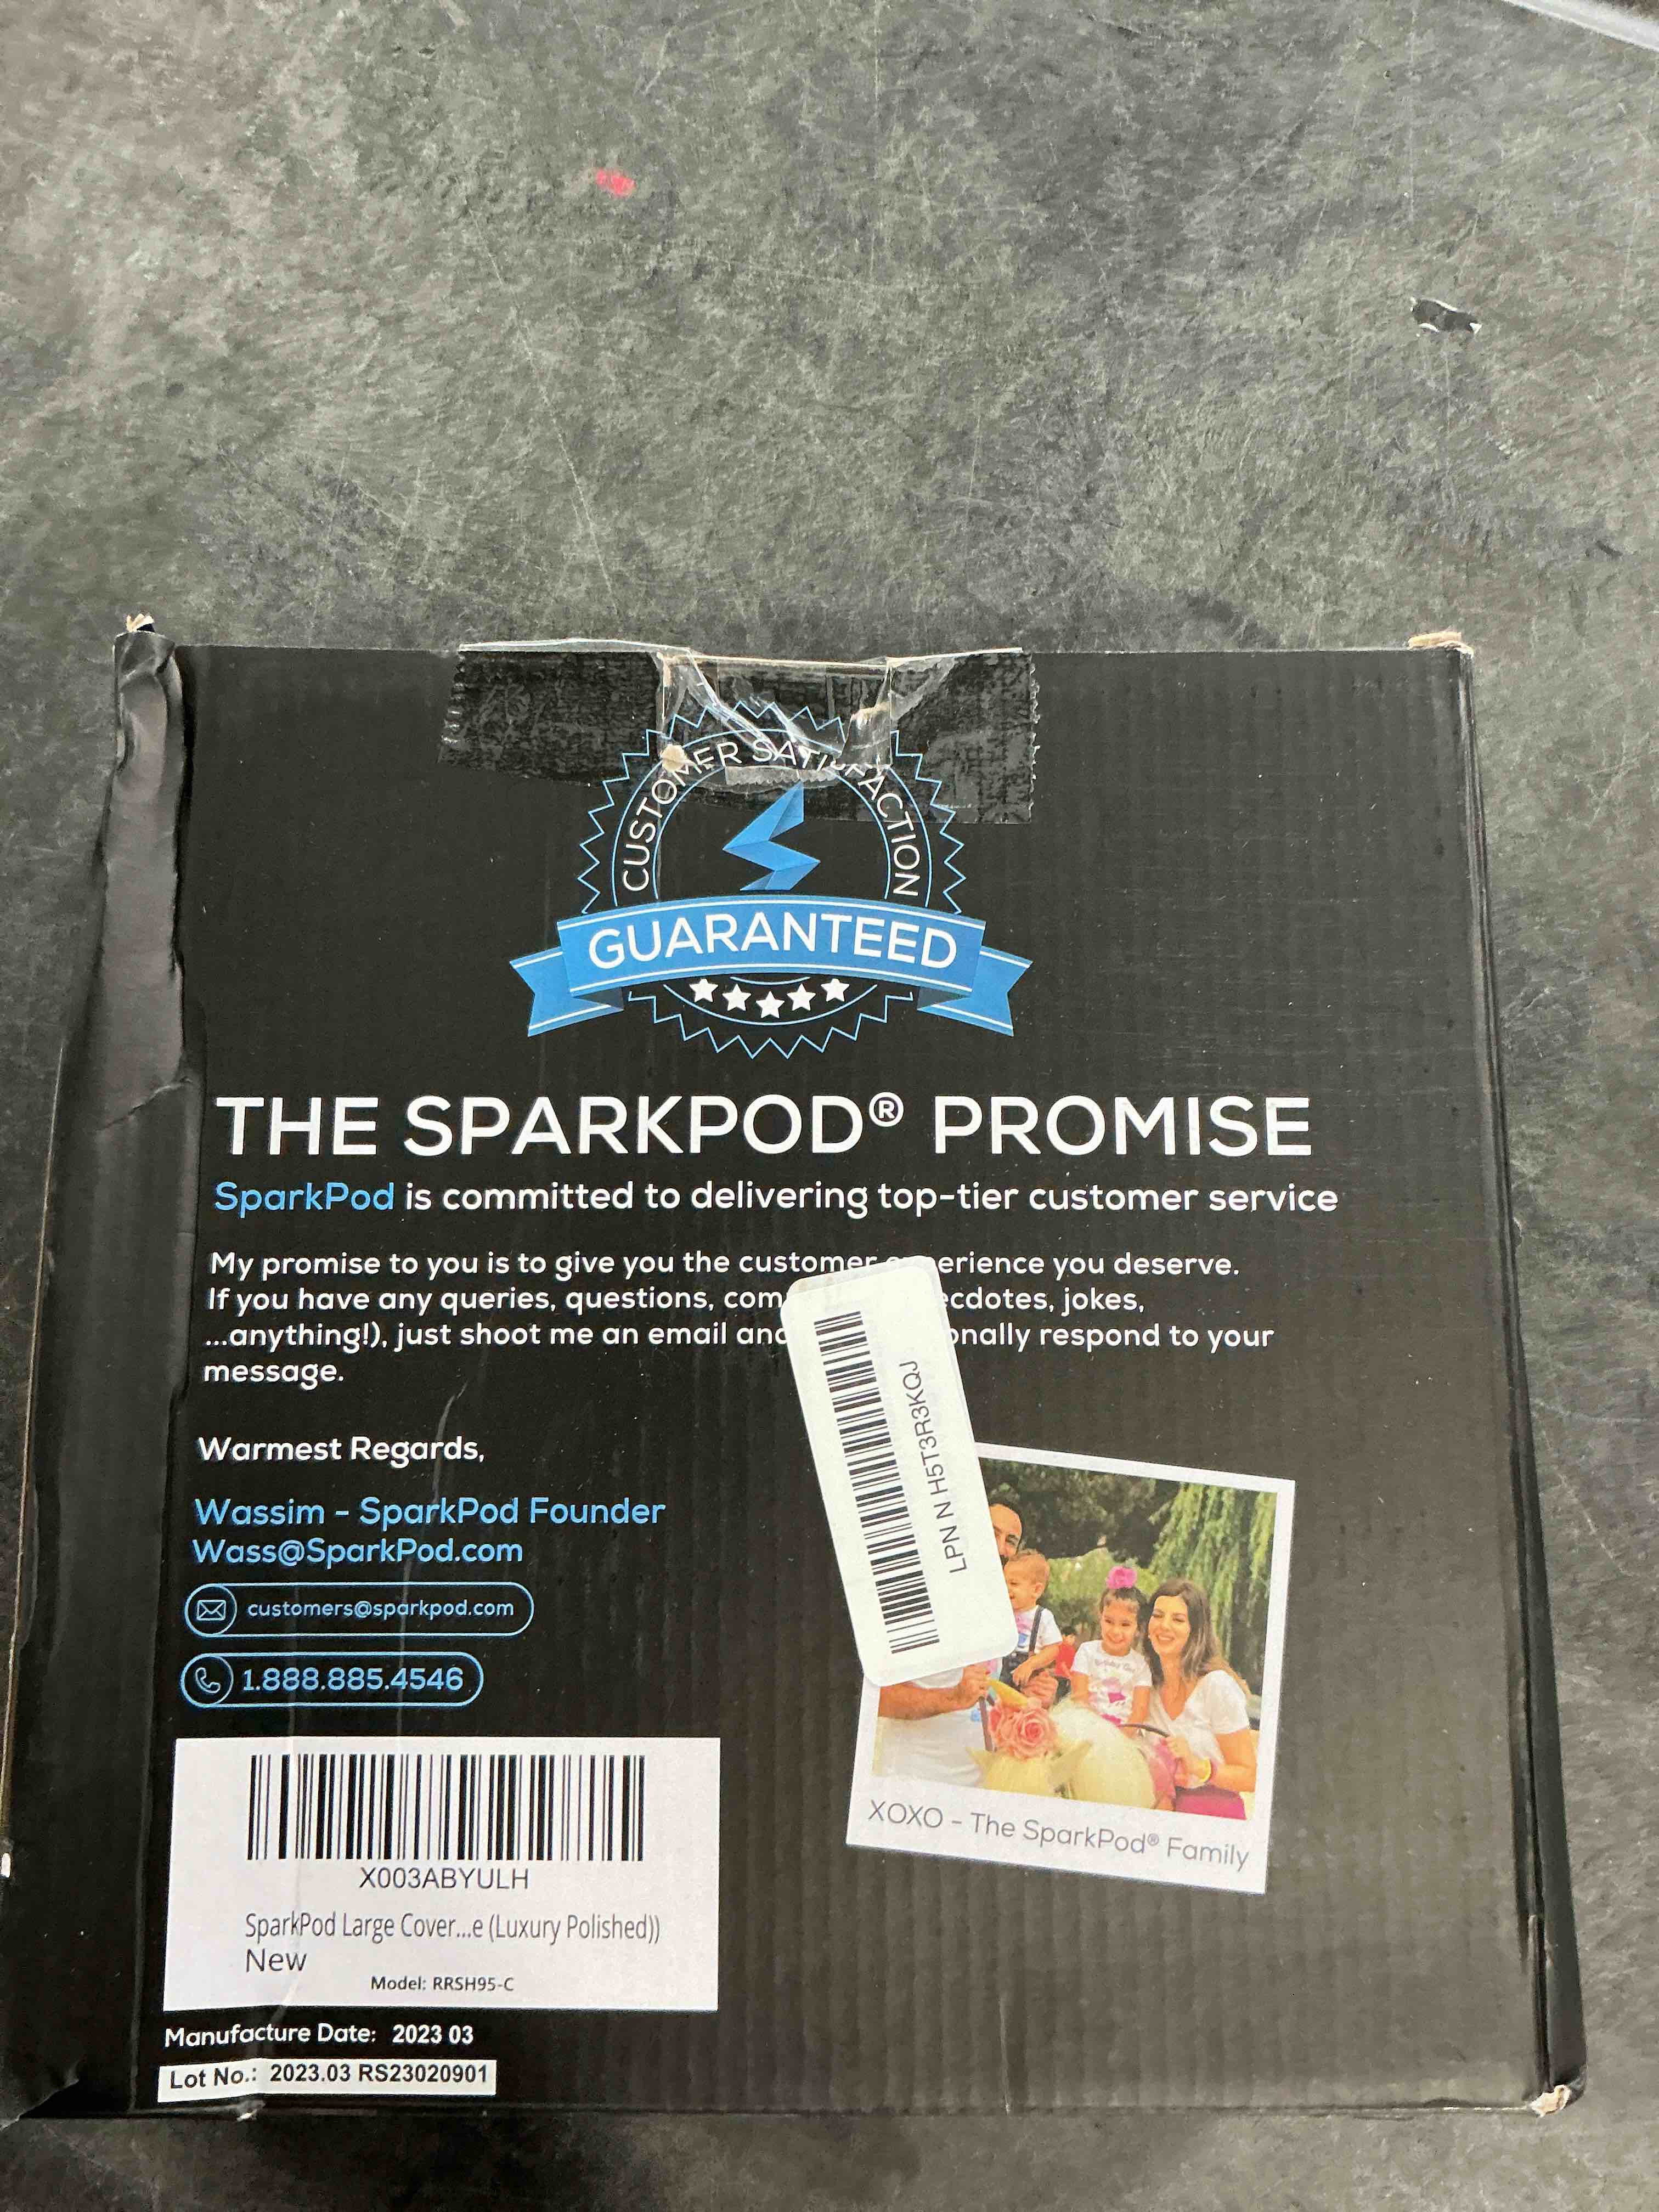 CUSTOMER SATISFACTION
GUARANTEED
THE SPARKPOD® PROMISE
SparkPod is committed to delivering top-tier customer service
My promise to you is to give you the customer erience you deserve.
If you have any queries, questions, com ecdotes, jokes,
...anything!), just shoot me an email and onally respond to your
message.
Warmest Regards,
Wassim - SparkPod Founder
Wass@SparkPod.com
customers@sparkpod.com
1.888.885.4546
LPN N H5T3R3KQJ
XOXO - The SparkPod® Family
X003ABYULH
SparkPod Large Cover...e (Luxury Polished))
New
Model: RRSH95-C
Manufacture Date: 2023 03
Lot No.: 2023.03 RS23020901